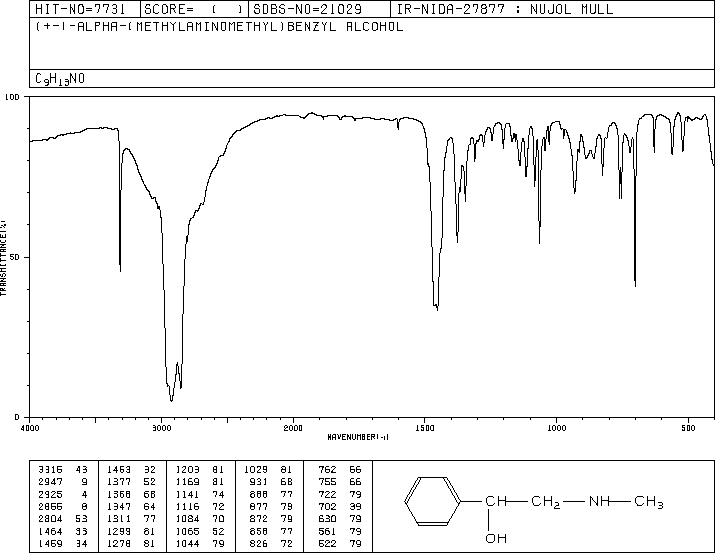 HIT-NO=7731 SCORE= ( ) SDBS-NO=21029 IR-NIDA-27877 : NUJOL MULL
(+-)-ALPHA-(METHYLAMINOMETHYL)BENZYL ALCOHOL
C9H13NO
100
50
0
TRANSMITTANCE(%)
4000 3000 2000 1500 1000 500
WAVENUMBER(-1)
3315 43 1463 32 1203 81 1029 81 762 66
2947 9 1377 52 1169 81 931 68 755 66
2925 4 1368 68 1141 74 888 77 722 79
2855 8 1347 64 1116 72 877 79 702 39
2804 53 1311 77 1084 70 872 79 630 79
1464 33 1299 81 1065 52 858 77 561 79
1459 34 1278 81 1044 79 826 72 522 79
CH CH2 NH CH3
OH